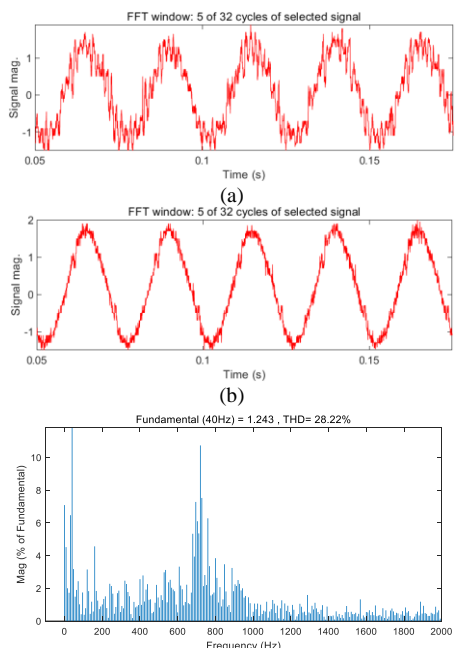 FFT window: 5 of 32 cycles of selected signal
Signal mag.
1
0
-1
0.05 0.1 0.15
Time (s)
(a)
FFT window: 5 of 32 cycles of selected signal
Signal mag.
2
1
0
-1
0.05 0.1 0.15
Time (s)
(b)
Fundamental (40Hz) = 1.243 , THD= 28.22%
Mag (% of Fundamental)
10
8
6
4
2
0
0 200 400 600 800 1000 1200 1400 1600 1800 2000
Frequency (Hz)